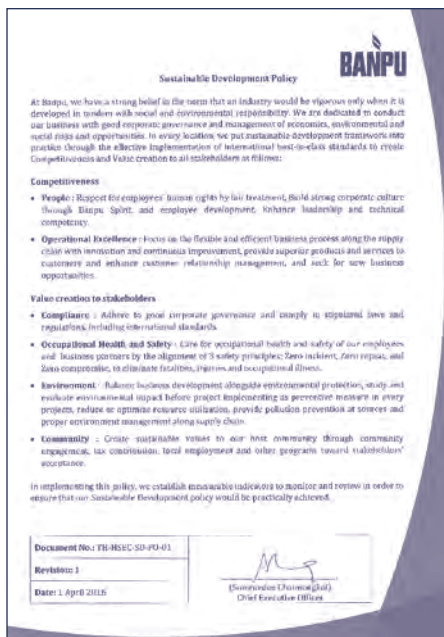 BANPU
Sustainable Development Policy
At Banpu, we have a strong belief in the norm that an industry would be vigorous only when it is
developed in tandem with social and environmental responsibility. We are dedicated to conduct
our business with good corporate governance and management of economics, environmental and
social risks and opportunities. In every location, we put sustainable development framework into
practice through the effective implementation of international best-in-class standards to create
Competitiveness and Value creation to all stakeholders as follows:
Competitiveness
• People : Respect for employees' human rights by fair treatment, Build strong corporate culture
through Banpu Spirit, and employee development, Enhance leadership and technical
competency.
• Operational Excellence : Focus on the flexible and efficient business process along the supply
chain with innovation and continuous improvement, provide superior products and services to
customers and enhance customer relationship management, and seek for new business
opportunities.
Value creation to stakeholders
• Compliance : Adhere to good corporate governance and comply to stipulated laws and
regulations, including international standards.
• Occupational Health and Safety : Care for occupational health and safety of our employees
and business partners by the alignment of 3 safety principles; Zero incident, Zero repeat, and
Zero compromise, to eliminate fatalities, injuries and occupational illness.
• Environment : Balance business development alongside environmental protection, study and
evaluate environmental impact before project implementing as preventive measure in every
projects, reduce or optimize resource utilization, provide pollution prevention at sources and
proper environment management along supply chain.
• Community : Create sustainable values to our host community through community
engagement, tax contribution, local employment and other programs toward stakeholders'
acceptance.
In implementing this policy, we establish measurable indicators to monitor and review in order to
ensure that our Sustainable Development policy would be practically achieved.
Document No.: TH-HSEC-SD-PO-01
Revision: 1
Date: 1 April 2016
(Somruedee Chaimongkol)
Chief Executive Officer